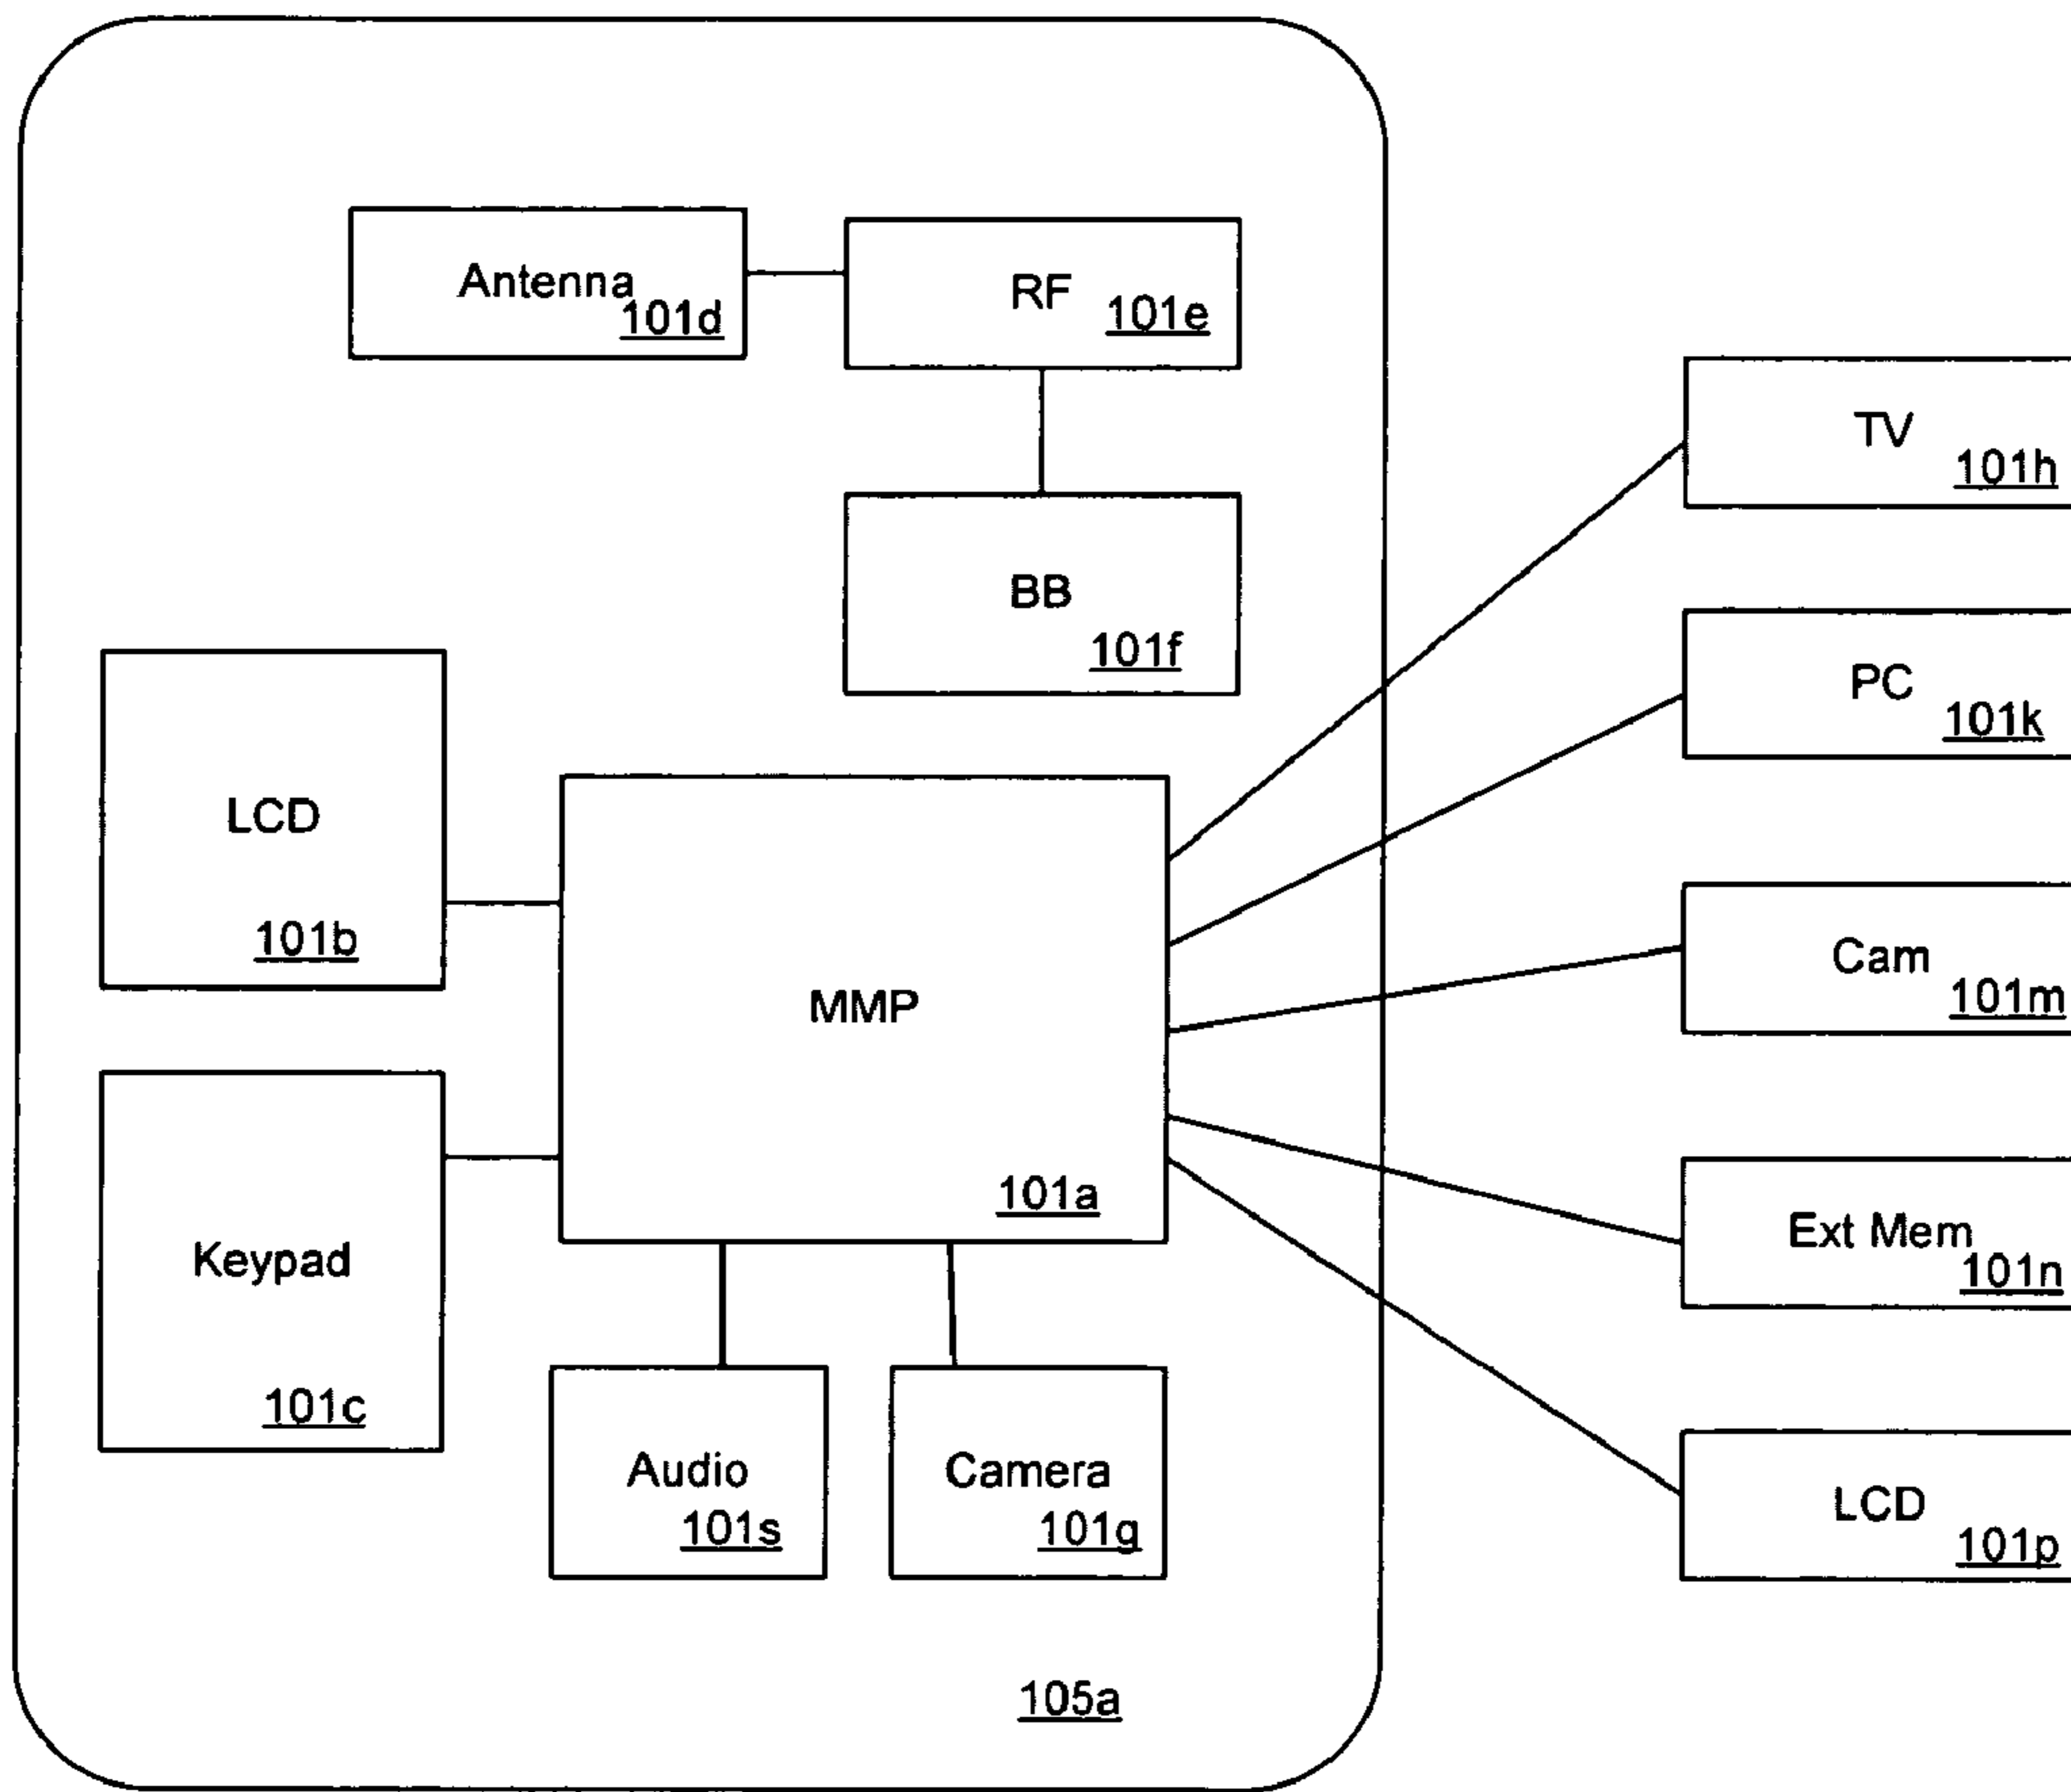 Antenna
101d
RF
101e
TV
101h
BB
101f
PC
101k
LCD
101b
MMP
101a
Cam
101m
Keypad
101c
Ext Mem
101n
Audio
101s
Camera
101g
LCD
101p
105a